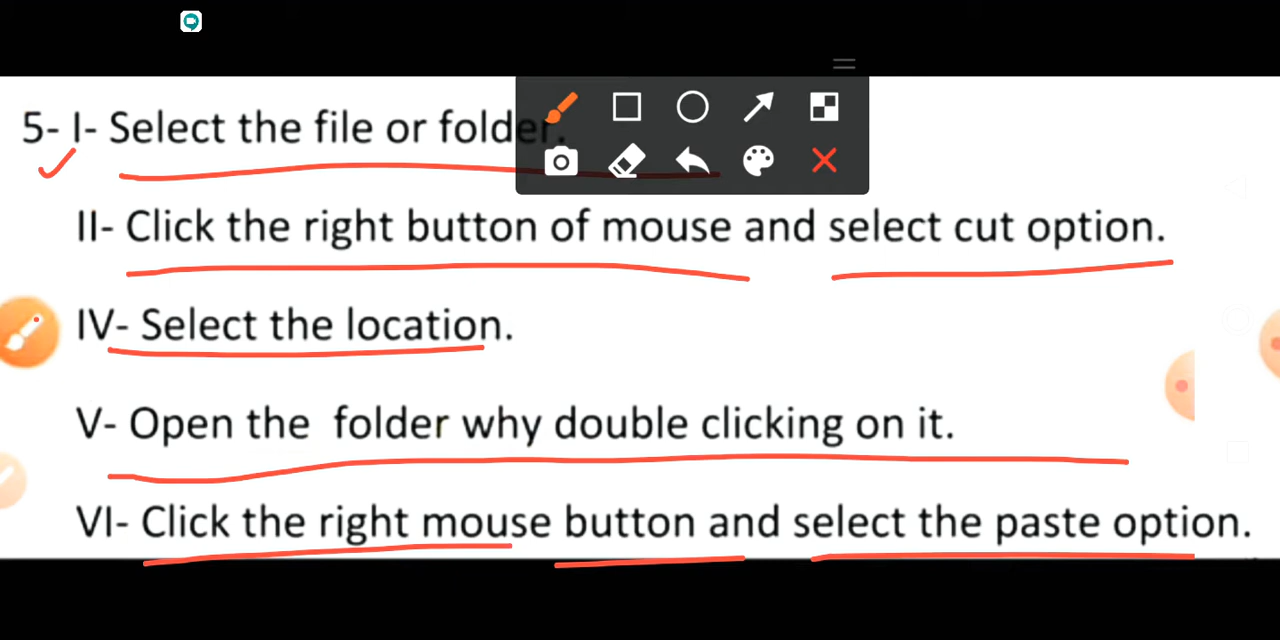 5- I- Select the file or folder.
II- Click the right button of mouse and select cut option.
IV- Select the location.
V- Open the folder why double clicking on it.
VI- Click the right mouse button and select the paste option.